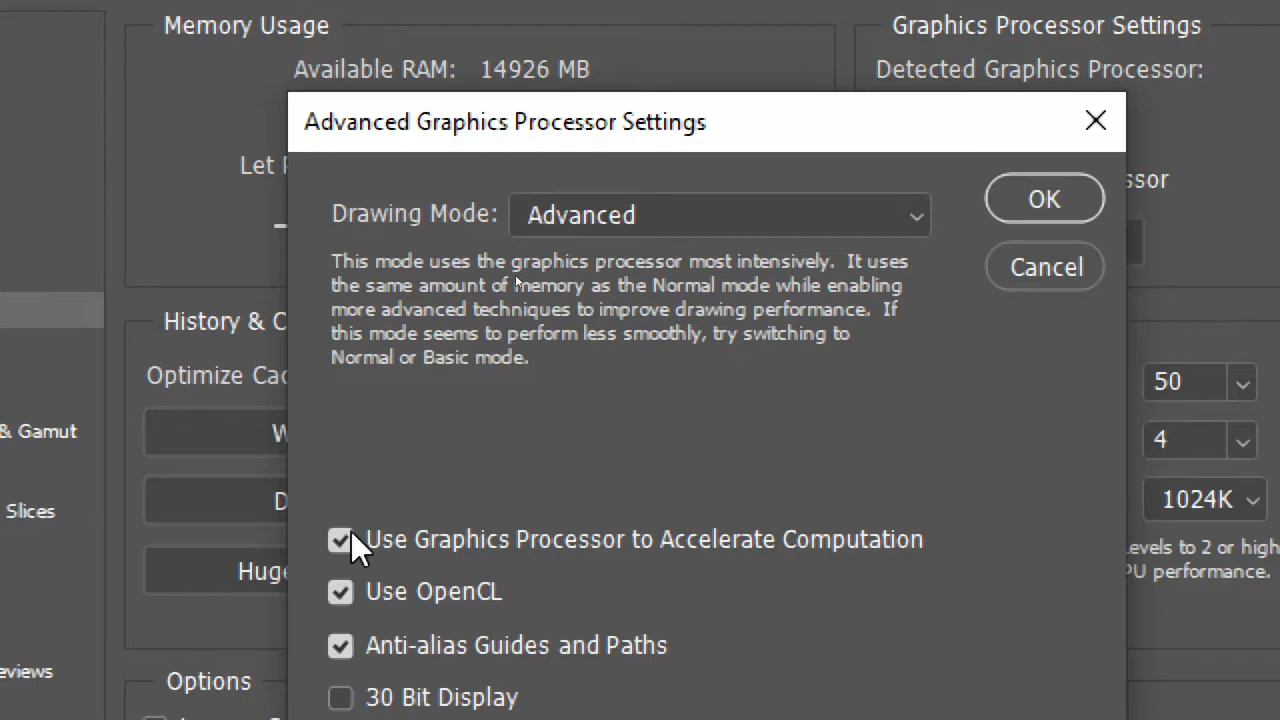 Memory Usage
Graphics Processor Settings
Available RAM: 14926 MB
Detected Graphics Processor:
Advanced Graphics Processor Settings
Let
Drawing Mode: Advanced
OK
Cancel
This mode uses the graphics processor most intensively. It uses
the same amount of memory as the Normal mode while enabling
more advanced techniques to improve drawing performance. If
this mode seems to perform less smoothly, try switching to
Normal or Basic mode.
History & C
Optimize Cac
50
& Gamut
4
Slices
1024K
Use Graphics Processor to Accelerate Computation
evels to 2 or high
Huge
PU performance.
Use OpenCL
Anti-alias Guides and Paths
eviews
Options
30 Bit Display